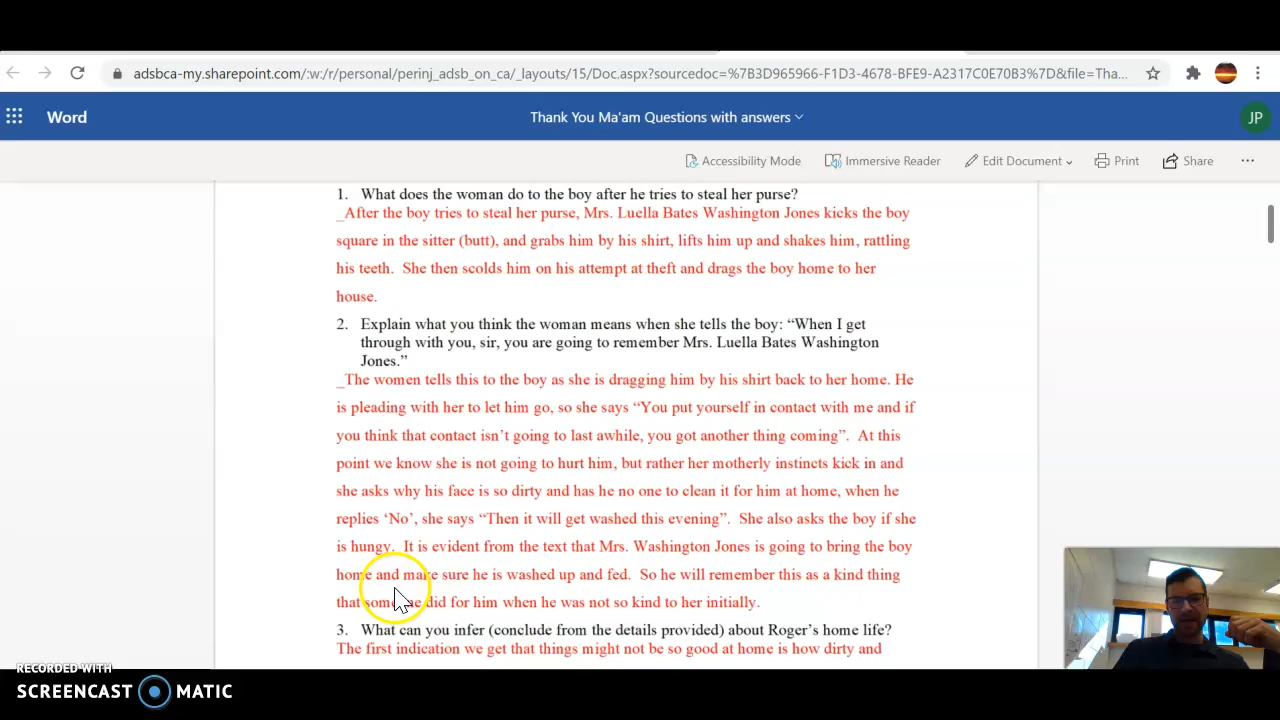 adsbca-my.sharepoint.com/:w:/r/personal/perinj_adsb_on_ca/_layouts/15/Doc.aspx?sourcedoc=%7B3D965966-F1D3-4678-BFE9-A2317C0E70B3%7D&file=Tha...
Word
Thank You Ma'am Questions with answers
JP
Accessibility Mode
Immersive Reader
Edit Document
Print
Share
1. What does the woman do to the boy after he tries to steal her purse?
_After the boy tries to steal her purse, Mrs. Luella Bates Washington Jones kicks the boy
square in the sitter (butt), and grabs him by his shirt, lifts him up and shakes him, rattling
his teeth. She then scolds him on his attempt at theft and drags the boy home to her
house.
2. Explain what you think the woman means when she tells the boy: “When I get
through with you, sir, you are going to remember Mrs. Luella Bates Washington
Jones.”
_The women tells this to the boy as she is dragging him by his shirt back to her home. He
is pleading with her to let him go, so she says “You put yourself in contact with me and if
you think that contact isn’t going to last awhile, you got another thing coming”. At this
point we know she is not going to hurt him, but rather her motherly instincts kick in and
she asks why his face is so dirty and has he no one to clean it for him at home, when he
replies ‘No’, she says “Then it will get washed this evening”. She also asks the boy if she
is hungy. It is evident from the text that Mrs. Washington Jones is going to bring the boy
home and make sure he is washed up and fed. So he will remember this as a kind thing
that did for him when he was not so kind to her initially.
3. What can you infer (conclude from the details provided) about Roger’s home life?
The first indication we get that things might not be so good at home is how dirty and
RECORDED WITH
SCREENCAST MATIC